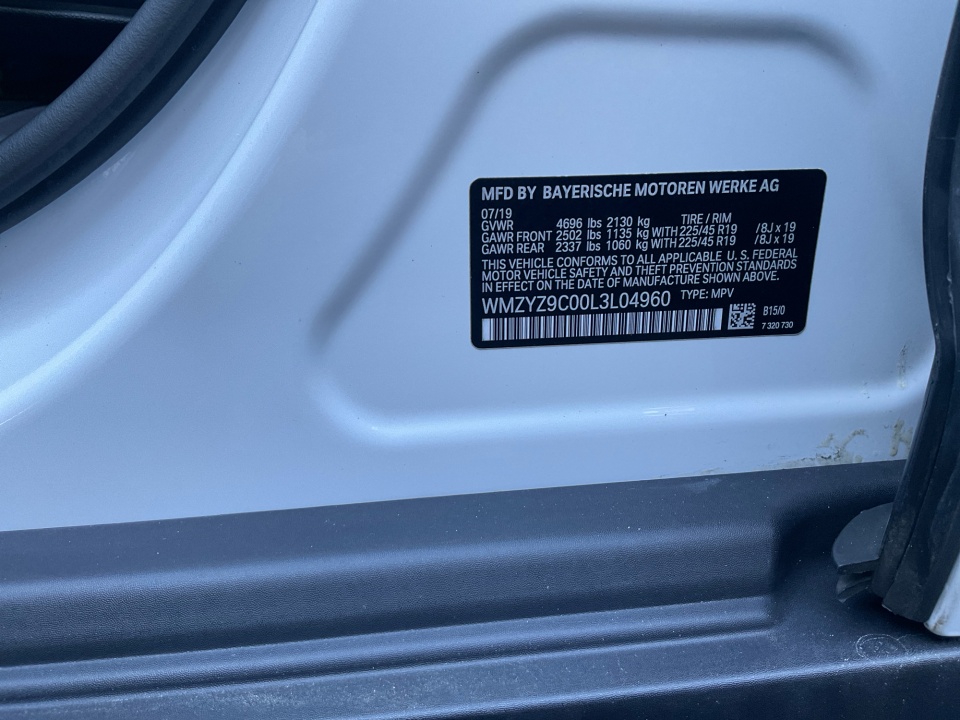 MFD BY BAYERISCHE MOTOREN WERKE AG
07/19
GVWR 4696 lbs 2130 kg TIRE / RIM
GAWR FRONT 2502 lbs 1135 kg WITH 225/45 R19 /8J x 19
GAWR REAR 2337 lbs 1060 kg WITH 225/45 R19 /8J x 19
THIS VEHICLE CONFORMS TO ALL APPLICABLE U.S. FEDERAL
MOTOR VEHICLE SAFETY AND THEFT PREVENTION STANDARDS
IN EFFECT ON THE DATE OF MANUFACTURE SHOWN ABOVE.
WMZYZ9C00L3L04960 TYPE: MPV
B15/0
7 320 730